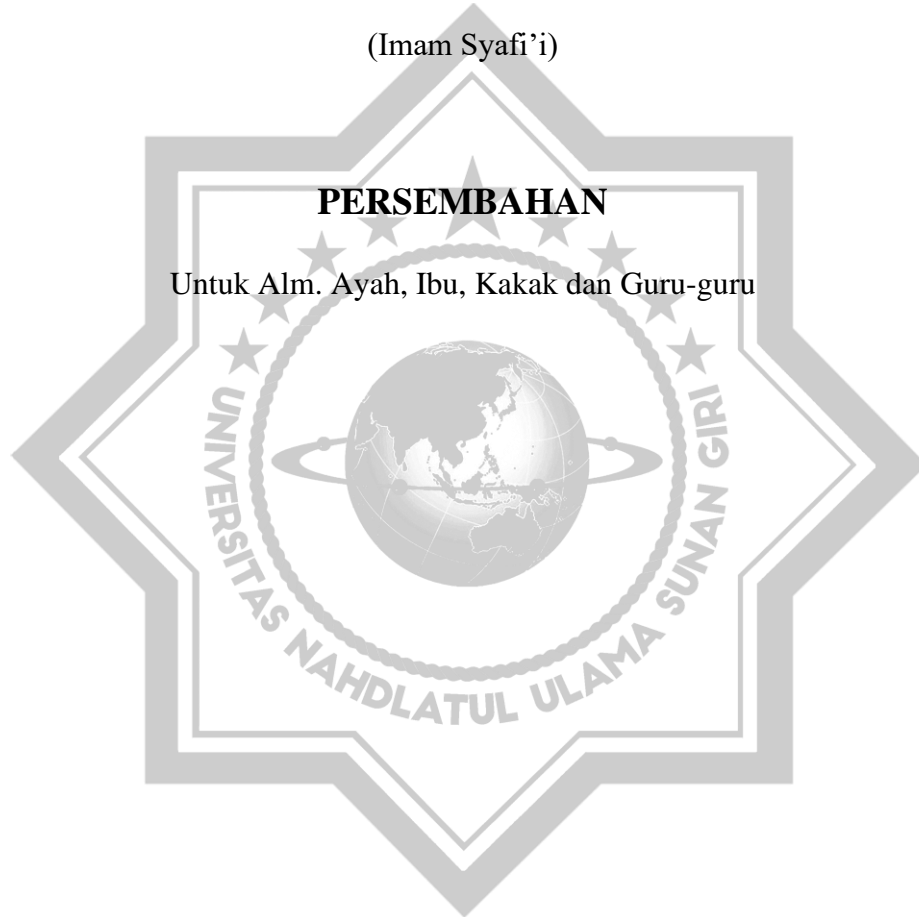 (Imam Syafi’i)
PERSEMBAHAN
Untuk Alm. Ayah, Ibu, Kakak dan Guru-guru
UNIVERSITAS NAHDLATUL ULAMA SUNAN GIRI